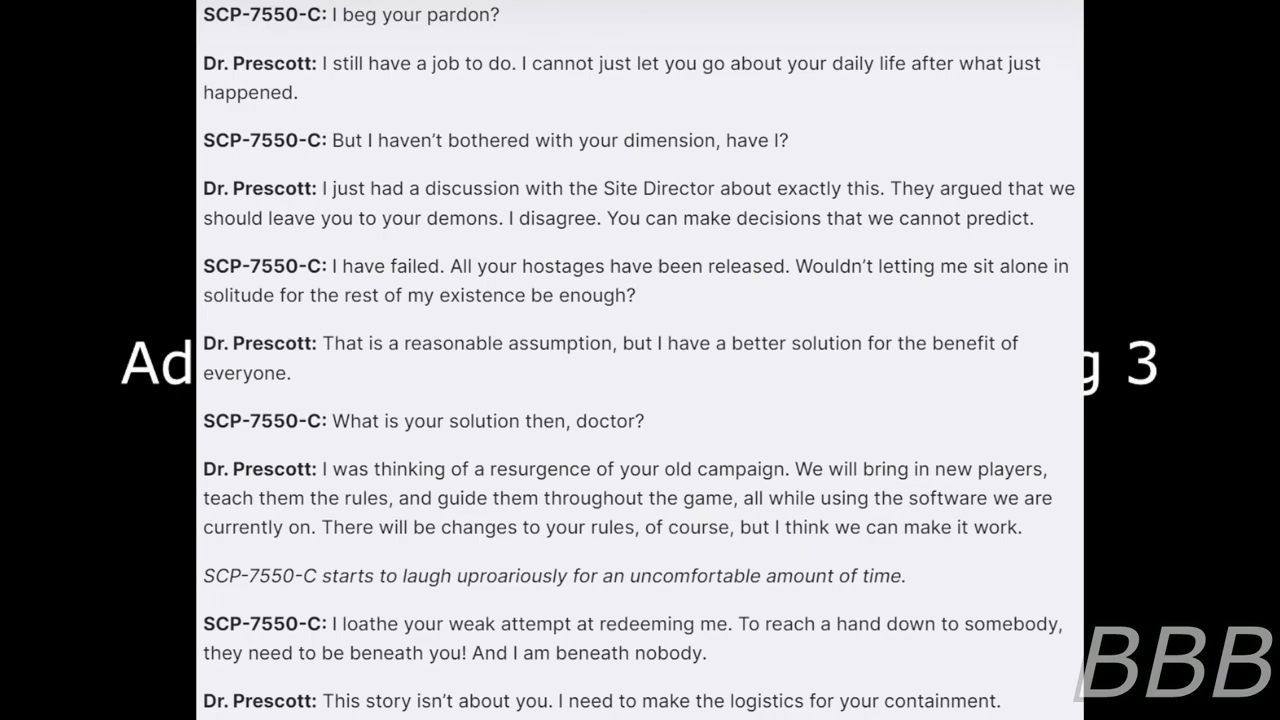 SCP-7550-C: I beg your pardon?
Dr. Prescott: I still have a job to do. I cannot just let you go about your daily life after what just
happened.
SCP-7550-C: But I haven’t bothered with your dimension, have I?
Dr. Prescott: I just had a discussion with the Site Director about exactly this. They argued that we
should leave you to your demons. I disagree. You can make decisions that we cannot predict.
SCP-7550-C: I have failed. All your hostages have been released. Wouldn’t letting me sit alone in
solitude for the rest of my existence be enough?
Dr. Prescott: That is a reasonable assumption, but I have a better solution for the benefit of
everyone.
Ad
g 3
SCP-7550-C: What is your solution then, doctor?
Dr. Prescott: I was thinking of a resurgence of your old campaign. We will bring in new players,
teach them the rules, and guide them throughout the game, all while using the software we are
currently on. There will be changes to your rules, of course, but I think we can make it work.
SCP-7550-C starts to laugh uproariously for an uncomfortable amount of time.
SCP-7550-C: I loathe your weak attempt at redeeming me. To reach a hand down to somebody,
they need to be beneath you! And I am beneath nobody.
Dr. Prescott: This story isn’t about you. I need to make the logistics for your containment.
BBB